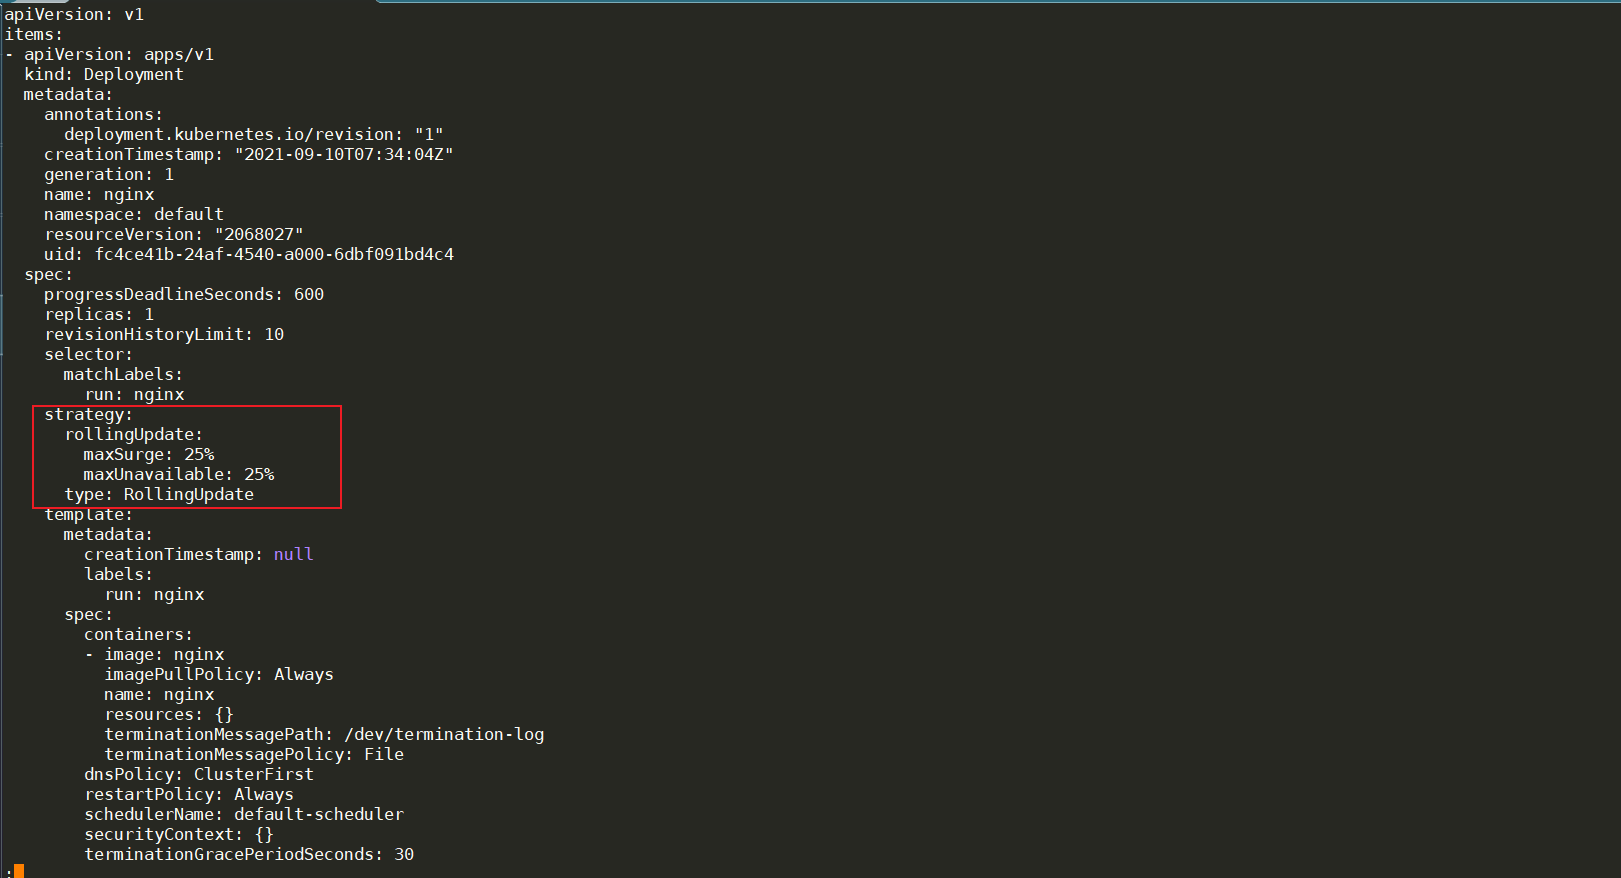 apiVersion: v1
items:
- apiVersion: apps/v1
  kind: Deployment
  metadata:
    annotations:
      deployment.kubernetes.io/revision: "1"
    creationTimestamp: "2021-09-10T07:34:04Z"
    generation: 1
    name: nginx
    namespace: default
    resourceVersion: "2068027"
    uid: fc4ce41b-24af-4540-a000-6dbf091bd4c4
  spec:
    progressDeadlineSeconds: 600
    replicas: 1
    revisionHistoryLimit: 10
    selector:
      matchLabels:
        run: nginx
    strategy:
      rollingUpdate:
        maxSurge: 25%
        maxUnavailable: 25%
      type: RollingUpdate
    template:
      metadata:
        creationTimestamp: null
        labels:
          run: nginx
      spec:
        containers:
        - image: nginx
          imagePullPolicy: Always
          name: nginx
          resources: {}
          terminationMessagePath: /dev/termination-log
          terminationMessagePolicy: File
        dnsPolicy: ClusterFirst
        restartPolicy: Always
        schedulerName: default-scheduler
        securityContext: {}
        terminationGracePeriodSeconds: 30
: